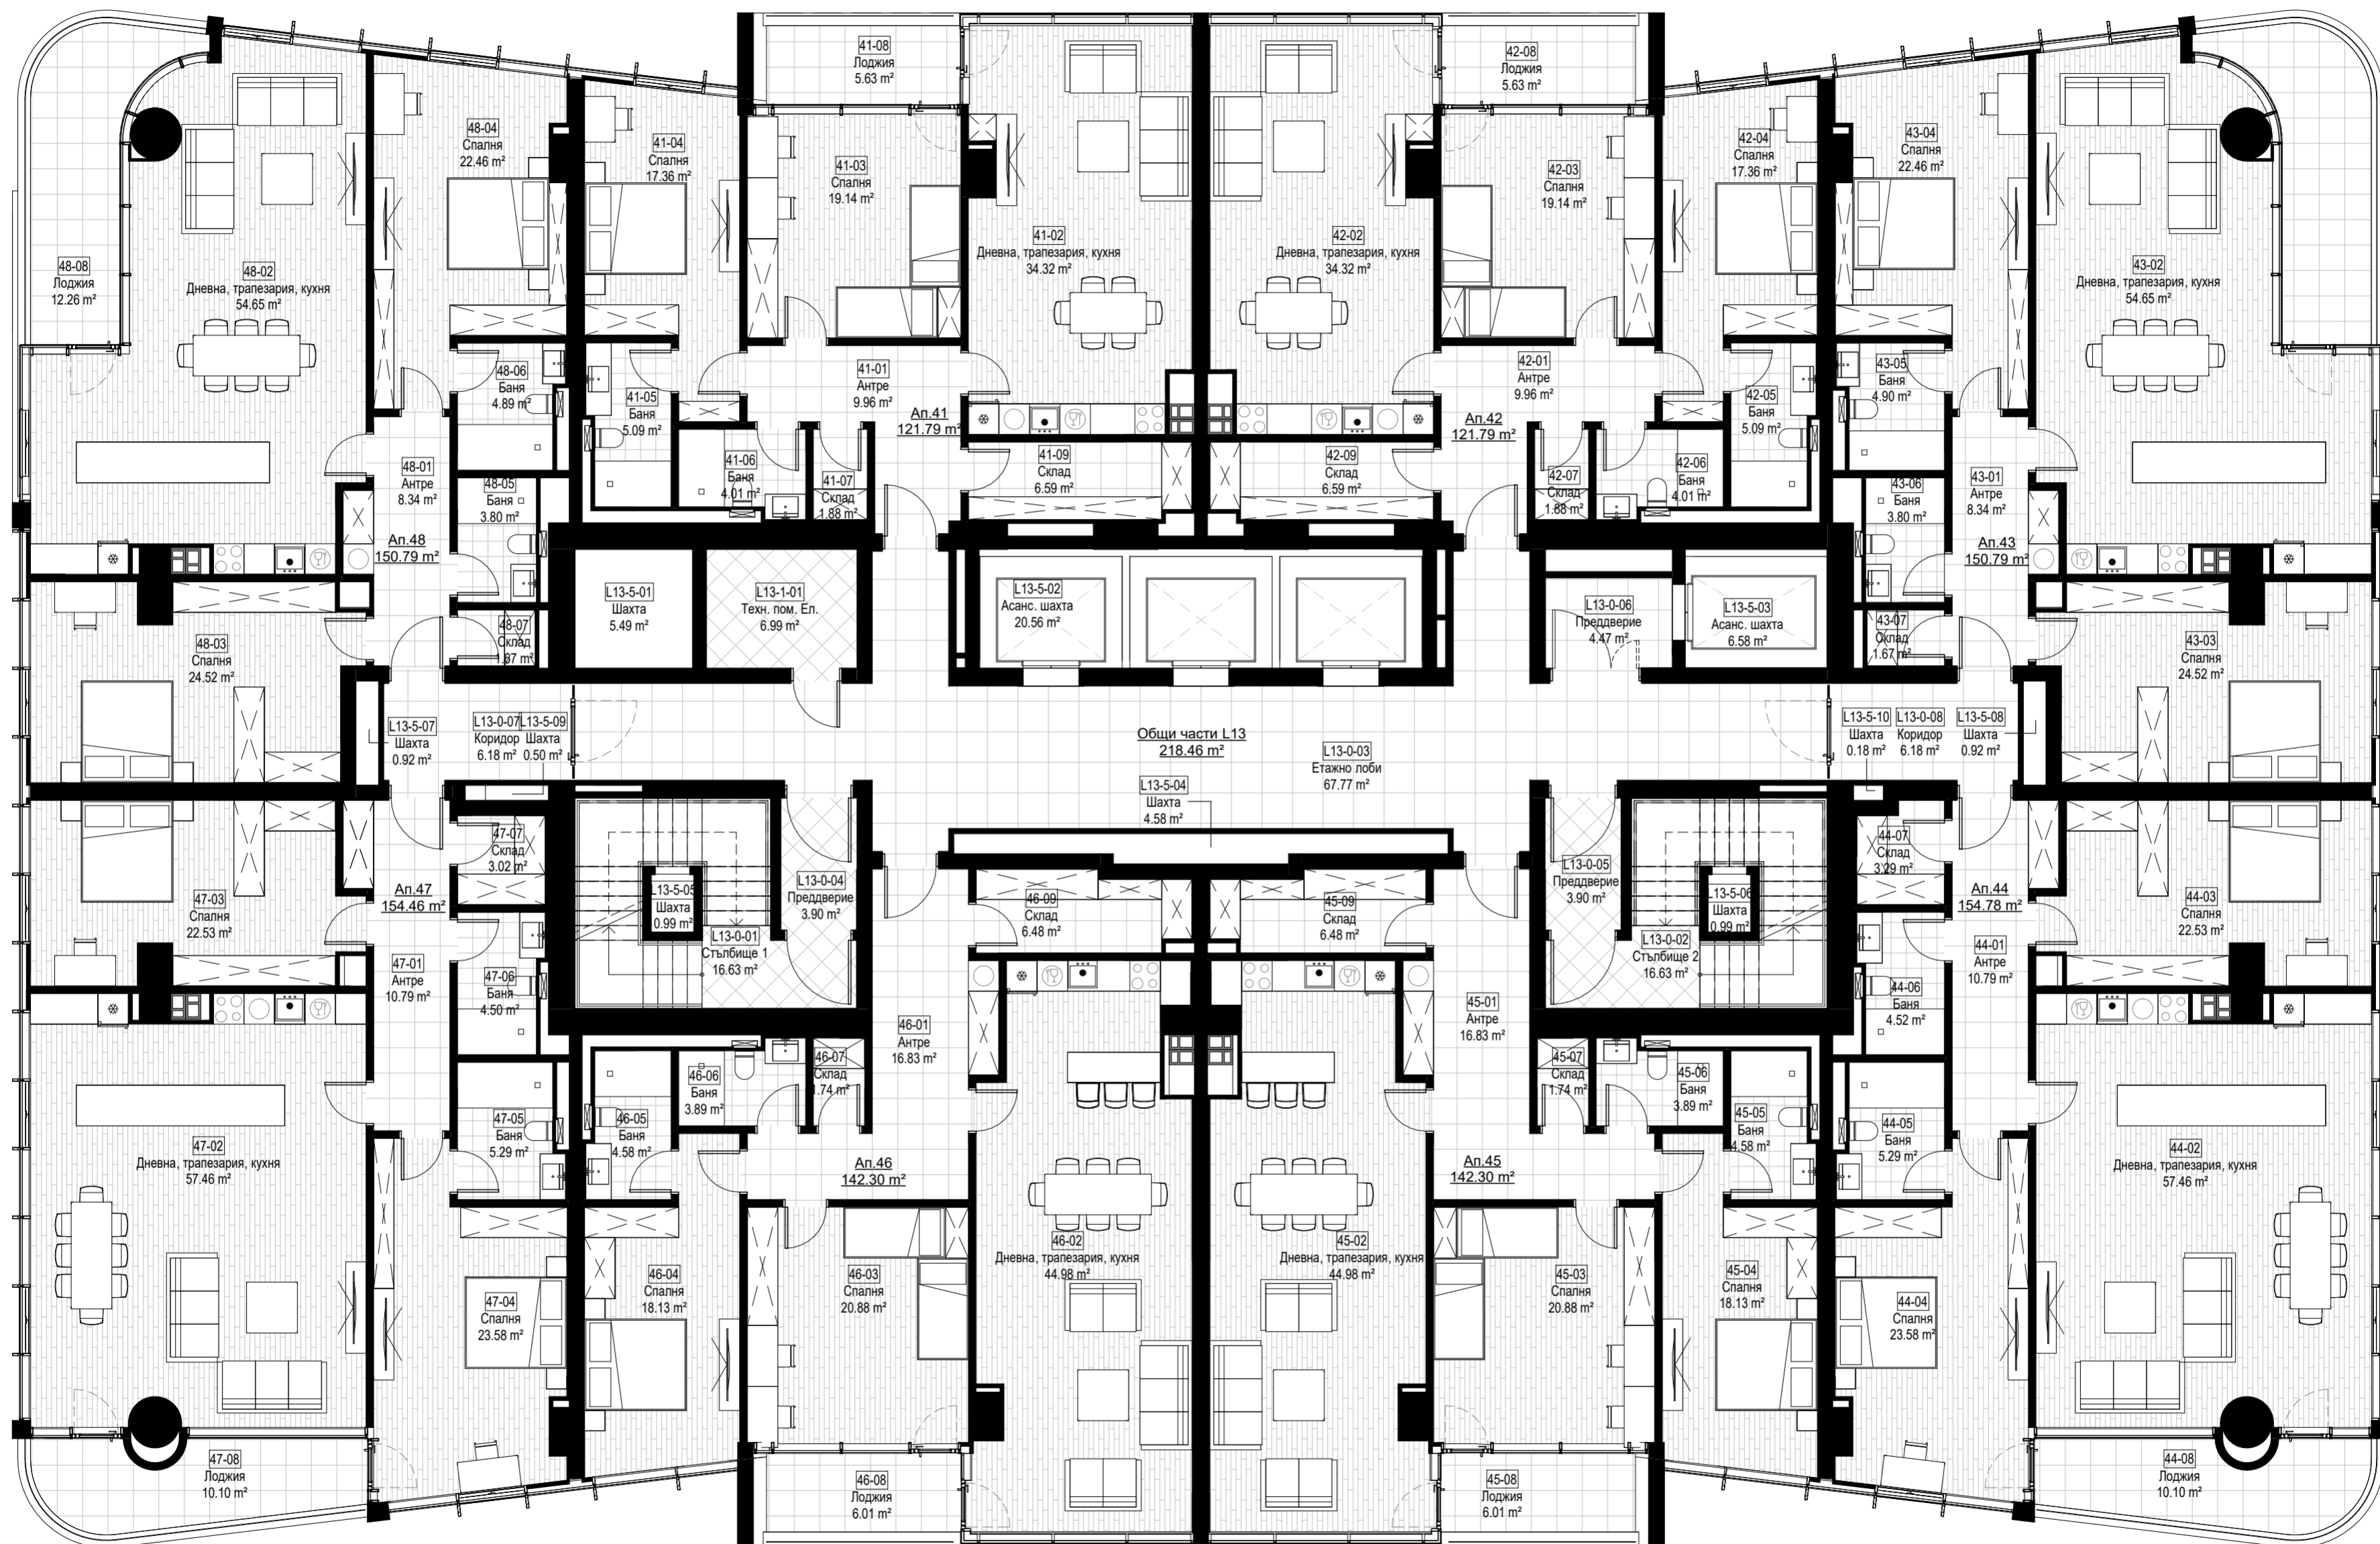 48-08
Лоджия
12.26 m²
48-02
Дневна, трапезария, кухня
54.65 m²
48-04
Спалня
22.46 m²
48-06
Баня
4.89 m²
48-01
Антре
8.34 m²
48-05
Баня
3.80 m²
Ап.48
150.79 m²
48-07
Склад
1.67 m²
48-03
Спалня
24.52 m²
41-04
Спалня
17.36 m²
41-08
Лоджия
5.63 m²
41-03
Спалня
19.14 m²
41-02
Дневна, трапезария, кухня
34.32 m²
41-01
Антре
9.96 m²
41-05
Баня
5.09 m²
Ап.41
121.79 m²
41-06
Баня
4.01 m²
41-07
Склад
1.88 m²
41-09
Склад
6.59 m²
42-08
Лоджия
5.63 m²
42-02
Дневна, трапезария, кухня
34.32 m²
42-03
Спалня
19.14 m²
42-04
Спалня
17.36 m²
42-01
Антре
9.96 m²
42-05
Баня
5.09 m²
Ап.42
121.79 m²
42-09
Склад
6.59 m²
42-07
Склад
1.88 m²
42-06
Баня
4.01 m²
43-04
Спалня
22.46 m²
43-02
Дневна, трапезария, кухня
54.65 m²
43-05
Баня
4.90 m²
43-06
Баня
3.80 m²
43-01
Антре
8.34 m²
Ап.43
150.79 m²
43-07
Склад
1.67 m²
43-03
Спалня
24.52 m²
L13-5-01
Шахта
5.49 m²
L13-1-01
Техн. пом. Ел.
6.99 m²
L13-5-02
Асанс. шахта
20.56 m²
L13-0-06
Преддверие
4.47 m²
L13-5-03
Асанс. шахта
6.58 m²
L13-5-07
Шахта
0.92 m²
L13-0-07
Коридор
6.18 m²
L13-5-09
Шахта
0.50 m²
Общи части L13
218.46 m²
L13-0-03
Етажно лоби
67.77 m²
L13-5-04
Шахта
4.58 m²
L13-5-10
Шахта
0.18 m²
L13-0-08
Коридор
6.18 m²
L13-5-08
Шахта
0.92 m²
L13-5-05
Шахта
0.99 m²
L13-0-01
Стълбище 1
16.63 m²
L13-0-04
Преддверие
3.90 m²
L13-0-05
Преддверие
3.90 m²
L13-5-06
Шахта
0.99 m²
L13-0-02
Стълбище 2
16.63 m²
47-03
Спалня
22.53 m²
47-07
Склад
3.02 m²
Ап.47
154.46 m²
47-01
Антре
10.79 m²
47-06
Баня
4.50 m²
47-05
Баня
5.29 m²
47-02
Дневна, трапезария, кухня
57.46 m²
47-04
Спалня
23.58 m²
47-08
Лоджия
10.10 m²
46-09
Склад
6.48 m²
46-01
Антре
16.83 m²
46-07
Склад
1.74 m²
46-06
Баня
3.89 m²
46-05
Баня
4.58 m²
Ап.46
142.30 m²
46-02
Дневна, трапезария, кухня
44.98 m²
46-04
Спалня
18.13 m²
46-03
Спалня
20.88 m²
46-08
Лоджия
6.01 m²
45-09
Склад
6.48 m²
45-01
Антре
16.83 m²
45-07
Склад
1.74 m²
45-06
Баня
3.89 m²
45-05
Баня
4.58 m²
Ап.45
142.30 m²
45-02
Дневна, трапезария, кухня
44.98 m²
45-03
Спалня
20.88 m²
45-04
Спалня
18.13 m²
45-08
Лоджия
6.01 m²
44-07
Склад
3.29 m²
Ап.44
154.78 m²
44-03
Спалня
22.53 m²
44-01
Антре
10.79 m²
44-06
Баня
4.52 m²
44-05
Баня
5.29 m²
44-02
Дневна, трапезария, кухня
57.46 m²
44-04
Спалня
23.58 m²
44-08
Лоджия
10.10 m²